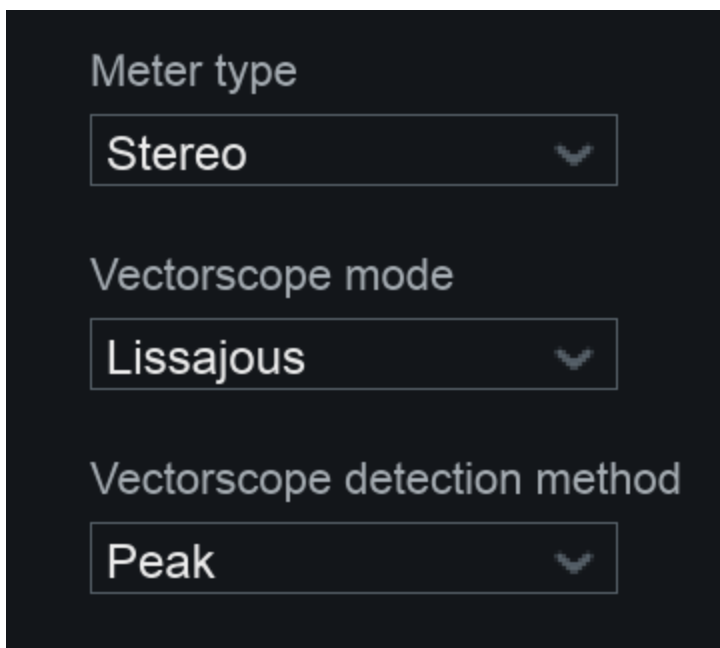 Meter type
Stereo
Vectorscope mode
Lissajous
Vectorscope detection method
Peak